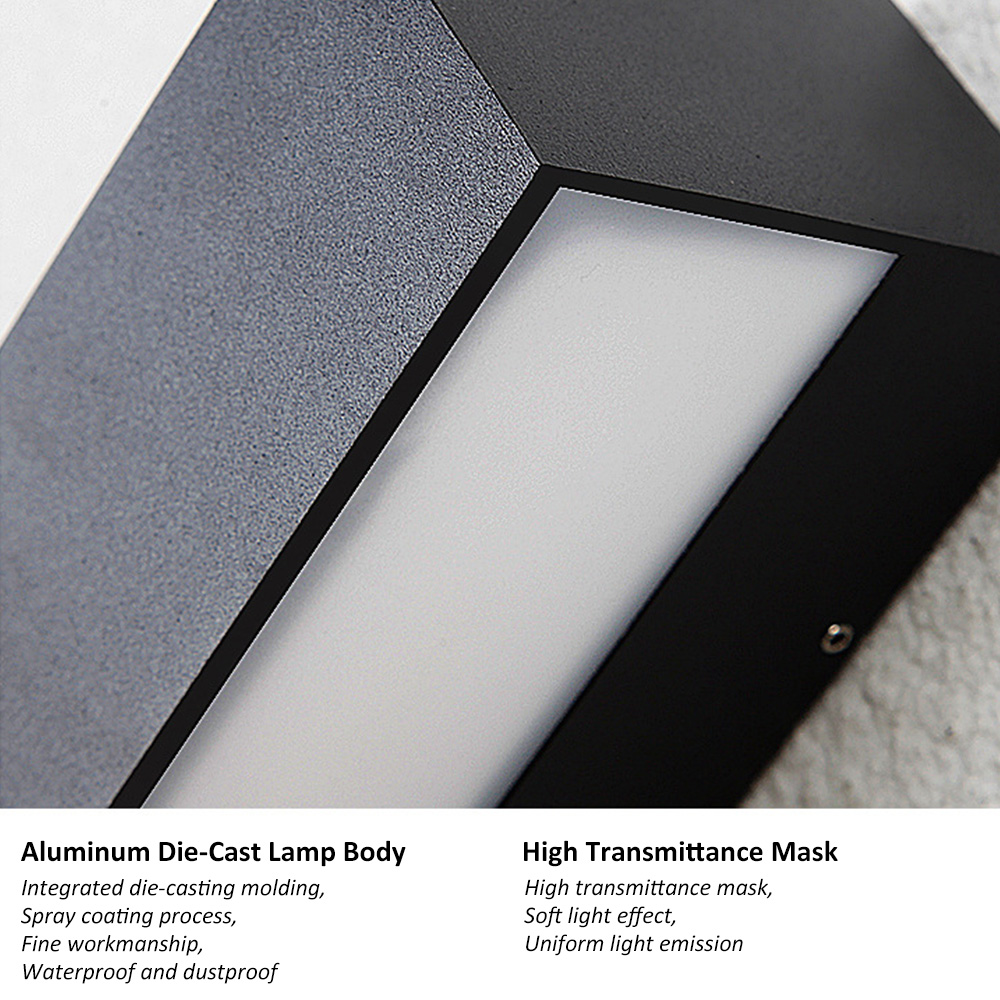 Aluminum Die-Cast Lamp Body
Integrated die-casting molding,
Spray coating process,
Fine workmanship,
Waterproof and dustproof
High Transmittance Mask
High transmittance mask,
Soft light effect,
Uniform light emission